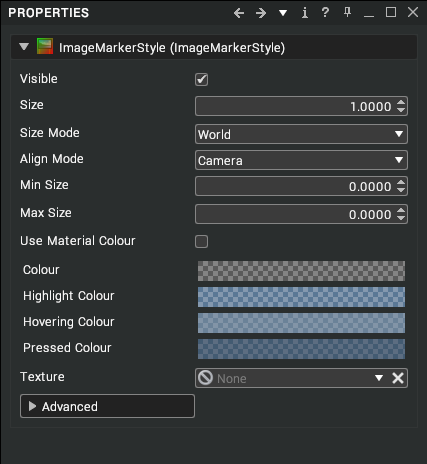 PROPERTIES
ImageMarkerStyle (ImageMarkerStyle)
Visible
Size 1.0000
Size Mode World
Align Mode Camera
Min Size 0.0000
Max Size 0.0000
Use Material Colour
Colour
Highlight Colour
Hovering Colour
Pressed Colour
Texture None
Advanced